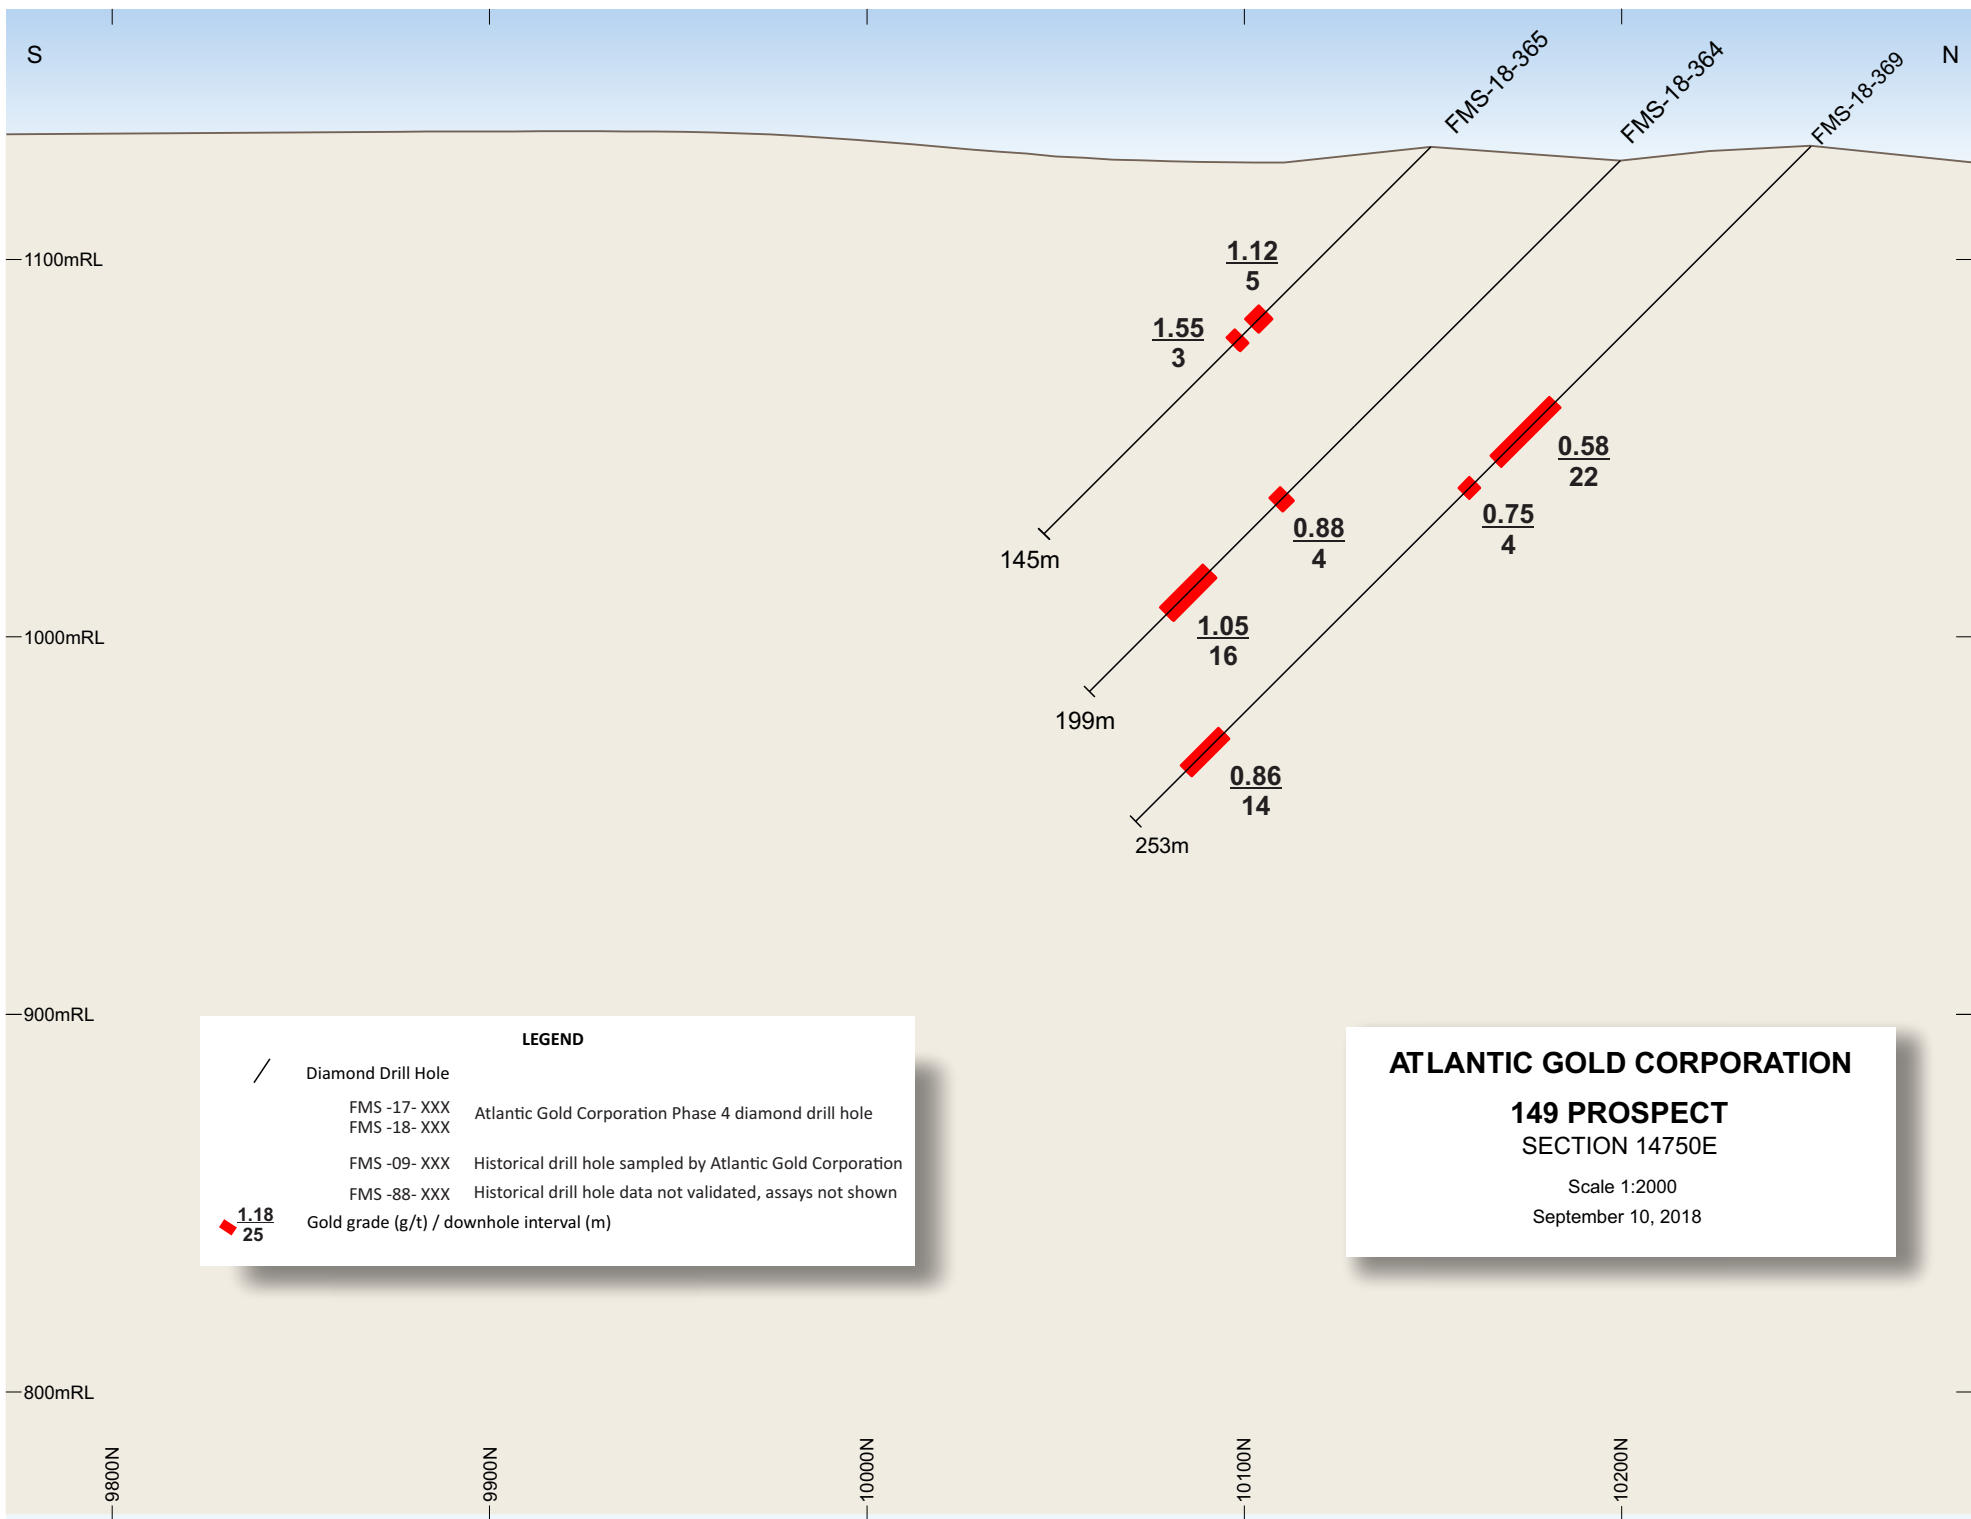 S
N
FMS-18-365
FMS-18-364
FMS-18-369
1100mRL
1.12
5
1.55
3
0.58
22
0.75
4
0.88
4
145m
1000mRL
1.05
16
199m
0.86
14
253m
900mRL
LEGEND
Diamond Drill Hole
FMS -17- XXX
FMS -18- XXX
Atlantic Gold Corporation Phase 4 diamond drill hole
FMS -09- XXX Historical drill hole sampled by Atlantic Gold Corporation
FMS -88- XXX Historical drill hole data not validated, assays not shown
1.18
25
Gold grade (g/t) / downhole interval (m)
ATLANTIC GOLD CORPORATION
149 PROSPECT
SECTION 14750E
Scale 1:2000
September 10, 2018
800mRL
9800N
9900N
10000N
10100N
10200N